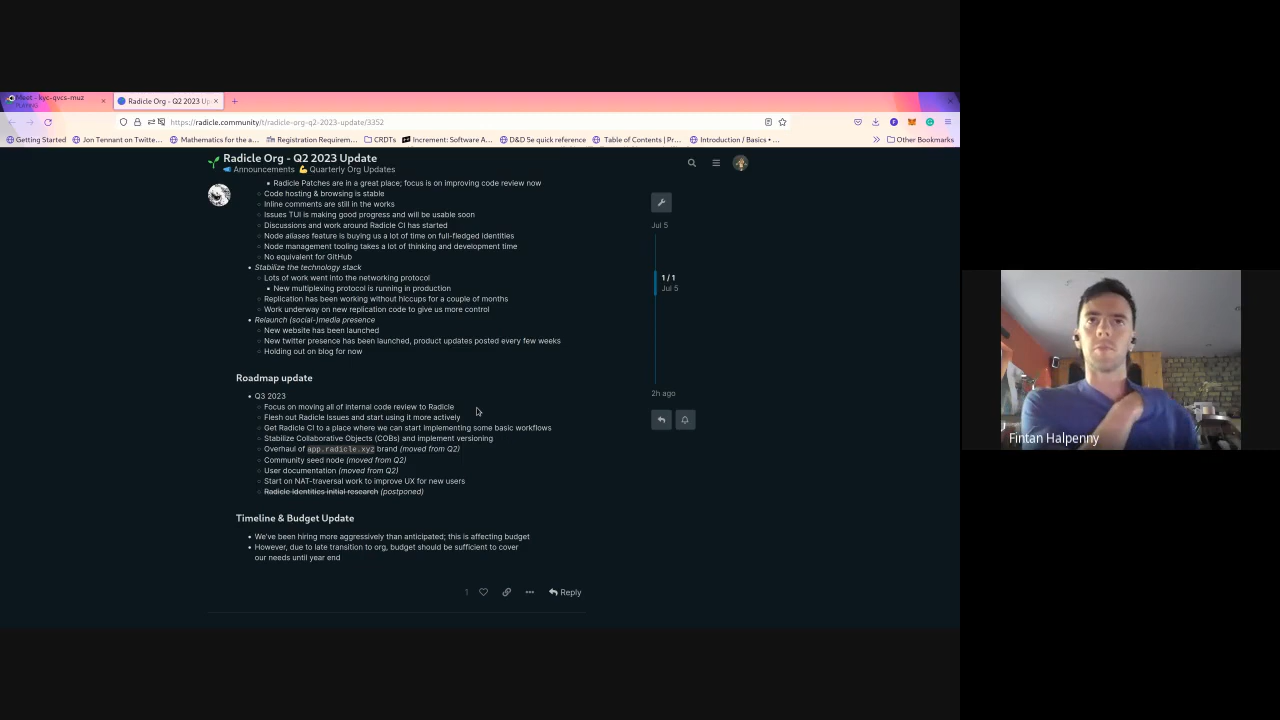 Meet - kyc-qvcs-muz
PLAYING
Radicle Org - Q2 2023 Up
https://radicle.community/t/radicle-org-q2-2023-update/3352
Getting Started
Jon Tennant on Twitte…
Mathematics for the a…
Registration Requirem…
CRDTs
Increment: Software A…
D&D 5e quick reference
Table of Contents | Pr…
Introduction / Basics • …
Other Bookmarks
Radicle Org - Q2 2023 Update
Announcements Quarterly Org Updates
Radicle Patches are in a great place; focus is on improving code review now
Code hosting & browsing is stable
Inline comments are still in the works
Issues TUI is making good progress and will be usable soon
Discussions and work around Radicle CI has started
Node aliases feature is buying us a lot of time on full-fledged identities
Node management tooling takes a lot of thinking and development time
No equivalent for GitHub
Stabilize the technology stack
Lots of work went into the networking protocol
New multiplexing protocol is running in production
Replication has been working without hiccups for a couple of months
Work underway on new replication code to give us more control
Relaunch (social-)media presence
New website has been launched
New twitter presence has been launched, product updates posted every few weeks
Holding out on blog for now
Roadmap update
Q3 2023
Focus on moving all of internal code review to Radicle
Flesh out Radicle Issues and start using it more actively
Get Radicle CI to a place where we can start implementing some basic workflows
Stabilize Collaborative Objects (COBs) and implement versioning
Overhaul of app.radicle.xyz brand (moved from Q2)
Community seed node (moved from Q2)
User documentation (moved from Q2)
Start on NAT-traversal work to improve UX for new users
Radicle Identities initial research (postponed)
Timeline & Budget Update
We've been hiring more aggressively than anticipated; this is affecting budget
However, due to late transition to org, budget should be sufficient to cover
our needs until year end
1
Reply
Jul 5
1 / 1
Jul 5
2h ago
Fintan Halpenny